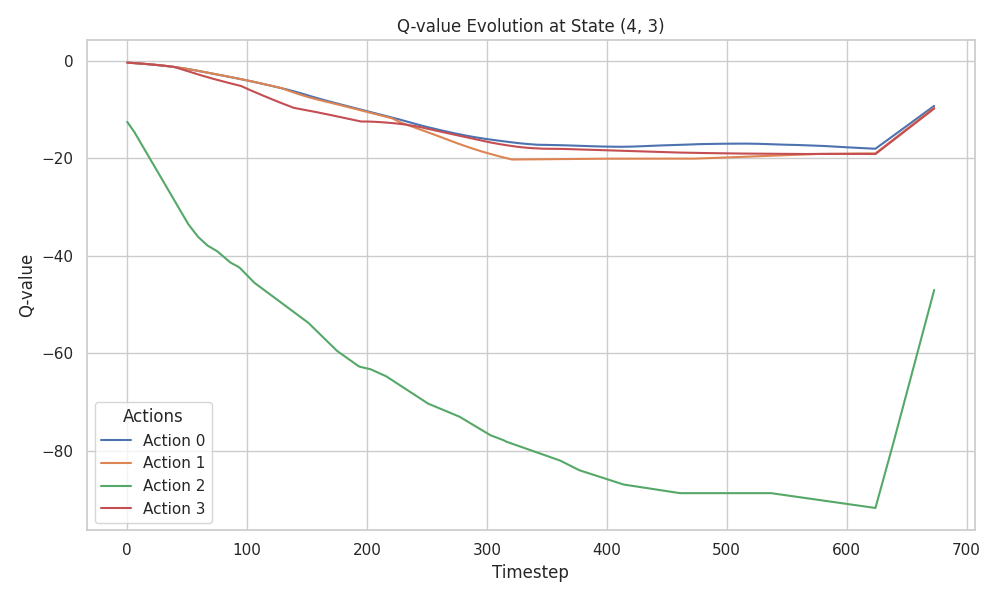 Q-value Evolution at State (4, 3)
Q-value
0
−20
−40
−60
−80
Actions
Action 0
Action 1
Action 2
Action 3
0
100
200
300
400
500
600
700
Timestep